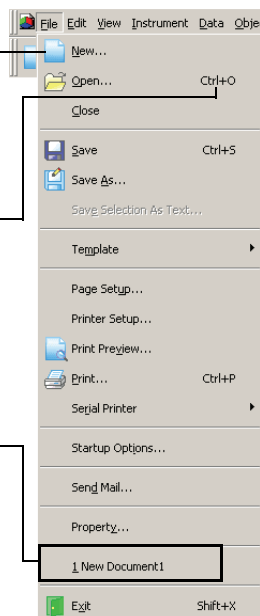 File Edit View Instrument Data Obje
New...
Open... Ctrl+O
Close
Save Ctrl+S
Save As...
Save Selection As Text...
Template
Page Setup...
Printer Setup...
Print Preview...
Print... Ctrl+P
Serial Printer
Startup Options...
Send Mail...
Property...
1 New Document1
Exit Shift+X